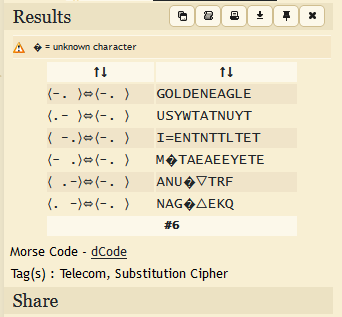 Results
⚠ � = unknown character
↑↓ ↑↓
(-. )⇔(-. ) GOLDENEAGLE
(.- )⇔(-. ) USYWTATNUYT
( -.)⇔(-. ) I=ENTNTTLTET
(- .)⇔(-. ) M�TAEAEEYETE
( .-)⇔(-. ) ANU�▽TRF
(. -)⇔(-. ) NAG�△EKQ
#6
Morse Code - dCode
Tag(s) : Telecom, Substitution Cipher
Share